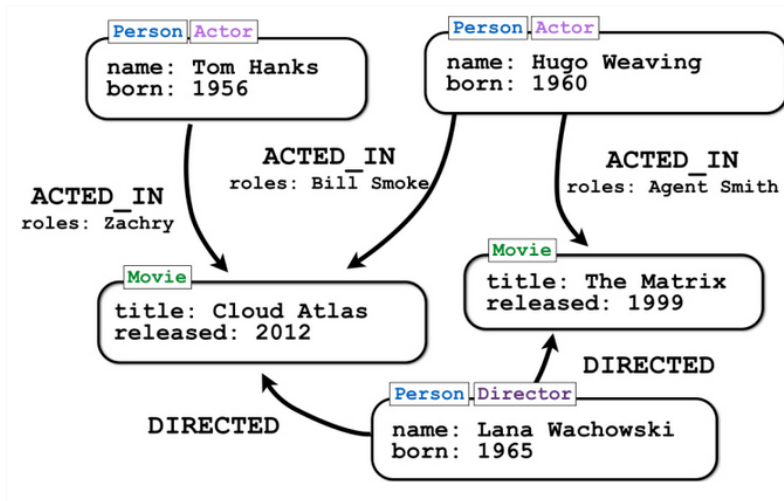 Person Actor
name: Tom Hanks
born: 1956
Person Actor
name: Hugo Weaving
born: 1960
ACTED_IN
roles: Zachry
ACTED_IN
roles: Bill Smoke
ACTED_IN
roles: Agent Smith
Movie
title: Cloud Atlas
released: 2012
Movie
title: The Matrix
released: 1999
DIRECTED
DIRECTED
Person Director
name: Lana Wachowski
born: 1965